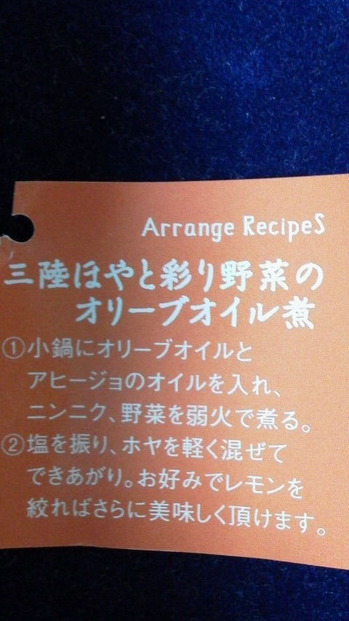 Arrange RecipeS
三陸ほやと彩り野菜の
オリーブオイル煮
①小鍋にオリーブオイルと
アヒージョのオイルを入れ、
ニンニク、野菜を弱火で煮る。
②塩を振り、ホヤを軽く混ぜて
できあがり。お好みでレモンを
絞ればさらに美味しく頂けます。